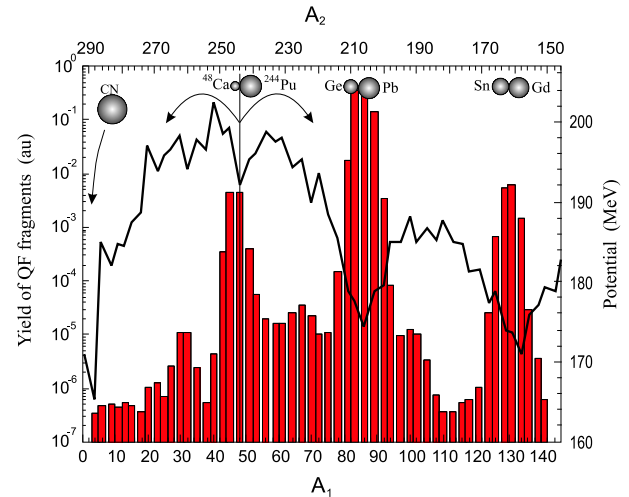 A2
290 270 250 230 210 190 170 150
10^0
10^-1
10^-2
10^-3
10^-4
10^-5
10^-6
10^-7
Yield of QF fragments (au)
CN
48Ca 244Pu
Ge Pb
Sn Gd
200
190
180
170
160
Potential (MeV)
0 10 20 30 40 50 60 70 80 90 100 110 120 130 140
A1